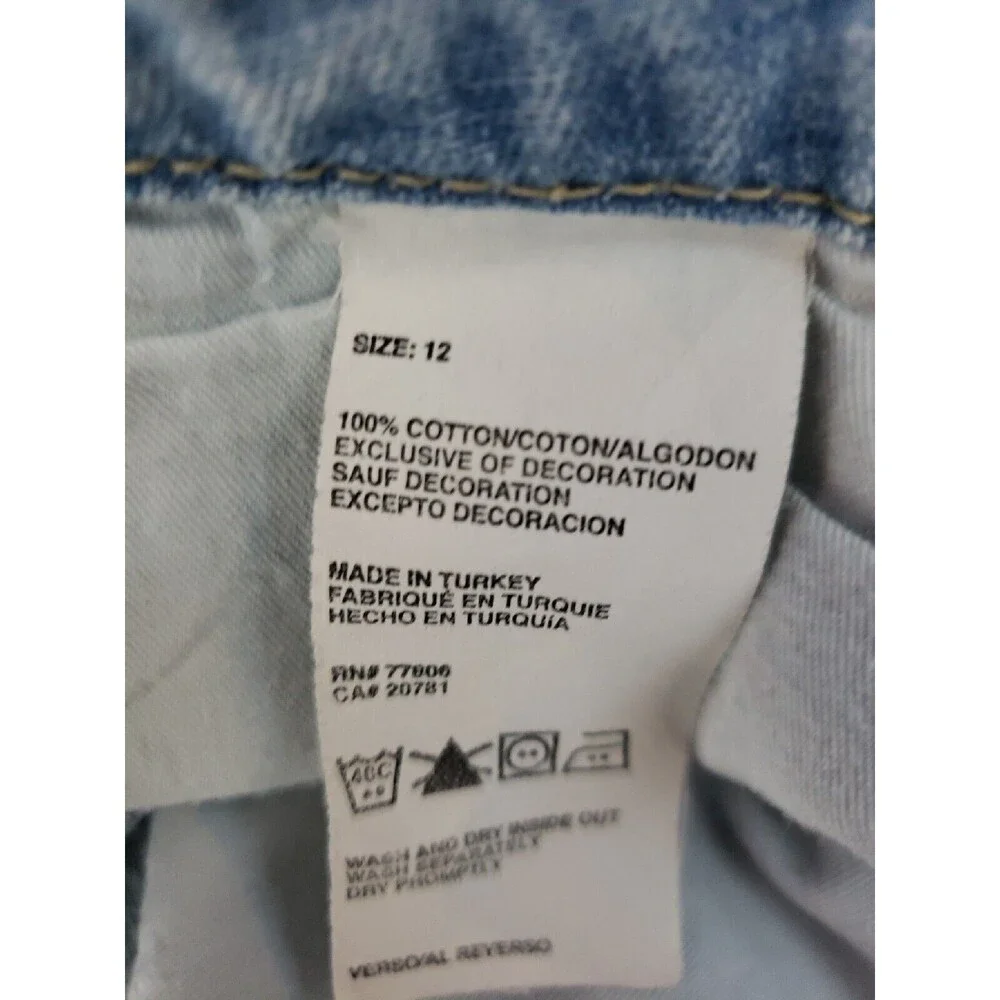 SIZE: 12
100% COTTON/COTON/ALGODON
EXCLUSIVE OF DECORATION
SAUF DECORATION
EXCEPTO DECORACION
MADE IN TURKEY
FABRIQUÉ EN TURQUIE
HECHO EN TURQUÍA
RN# 77806
CA# 20781
40C
WASH AND DRY INSIDE OUT
WASH SEPARATELY
DRY PROMPTLY
VERSO/AL REVERSO